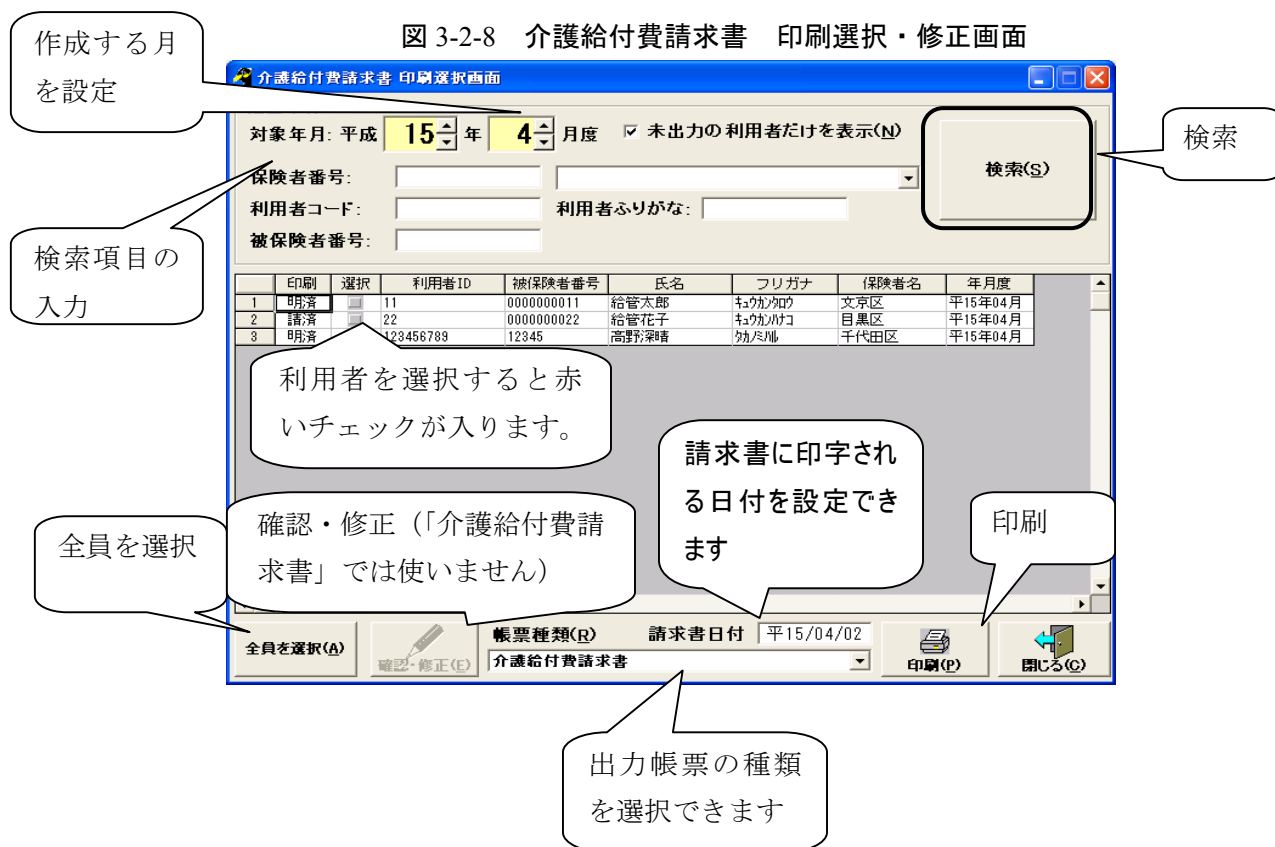 図 3-2-8 介護給付費請求書 印刷選択・修正画面
作成する月
を設定
介護給付費請求書 印刷選択画面
対象年月: 平成 15 年 4 月度 未出力の利用者だけを表示(N)
検索(S)
検索
保険者番号:
利用者コード: 利用者ふりがな:
被保険者番号:
検索項目の
入力
印刷 選択 利用者ID 被保険者番号 氏名 フリガナ 保険者名 年月度
1 明済 11 0000000011 給管太郎 キュウカンタロウ 文京区 平15年04月
2 請済 22 0000000022 給管花子 キュウカンハナコ 目黒区 平15年04月
3 明済 123456789 12345 高野深晴 タカノミハル 千代田区 平15年04月
利用者を選択すると赤
いチェックが入ります。
請求書に印字され
る日付を設定でき
ます
確認・修正(「介護給付費請
求書」では使いません)
全員を選択
印刷
全員を選択(A)
確認・修正(E)
帳票種類(R) 請求書日付 平15/04/02
介護給付費請求書
印刷(P)
閉じる(C)
出力帳票の種類
を選択できます